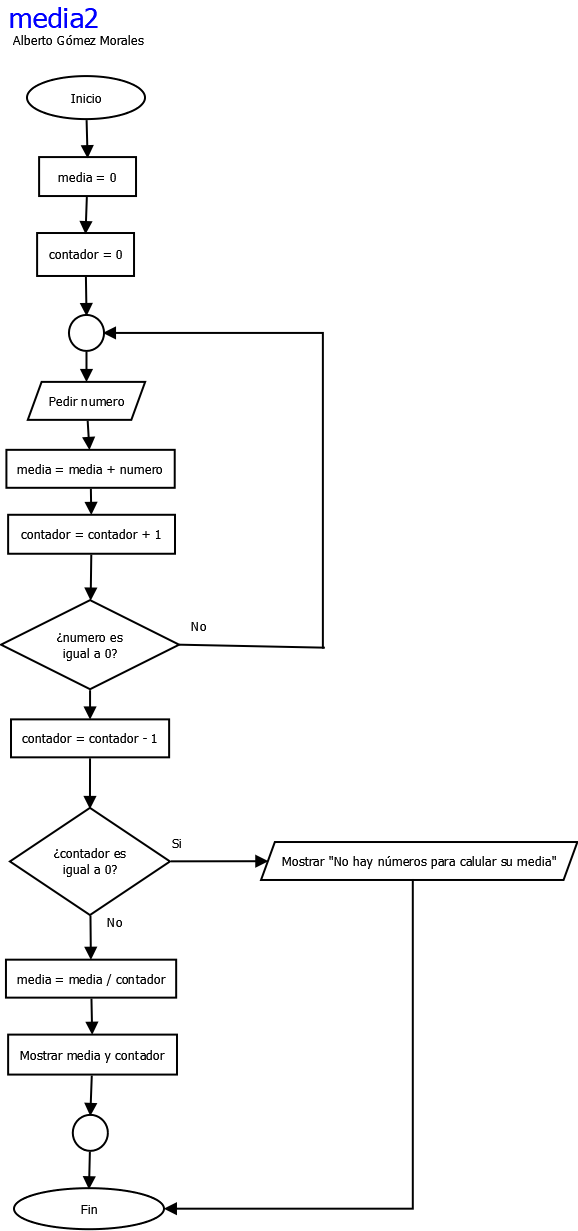 media2
Alberto Gómez Morales
Inicio
media = 0
contador = 0
Pedir numero
media = media + numero
contador = contador + 1
¿numero es
igual a 0?
No
contador = contador - 1
¿contador es
igual a 0?
Si
Mostrar "No hay números para calular su media"
No
media = media / contador
Mostrar media y contador
Fin